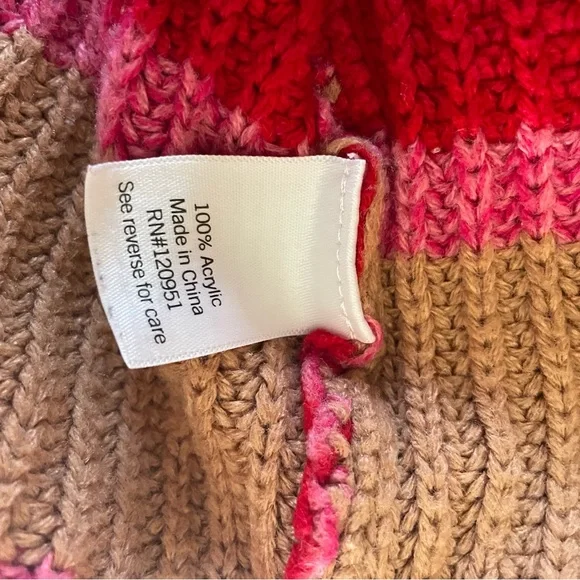 100% Acrylic
Made in China
RN#120951
See reverse for care